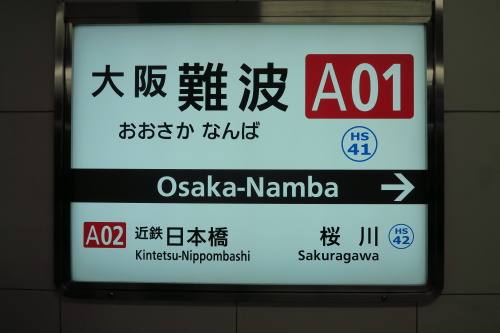 大阪 難波 A01
おおさか なんば
HS
41
Osaka-Namba →
A02 近鉄 日本橋 桜 川 HS
42
Kintetsu-Nippombashi Sakuragawa